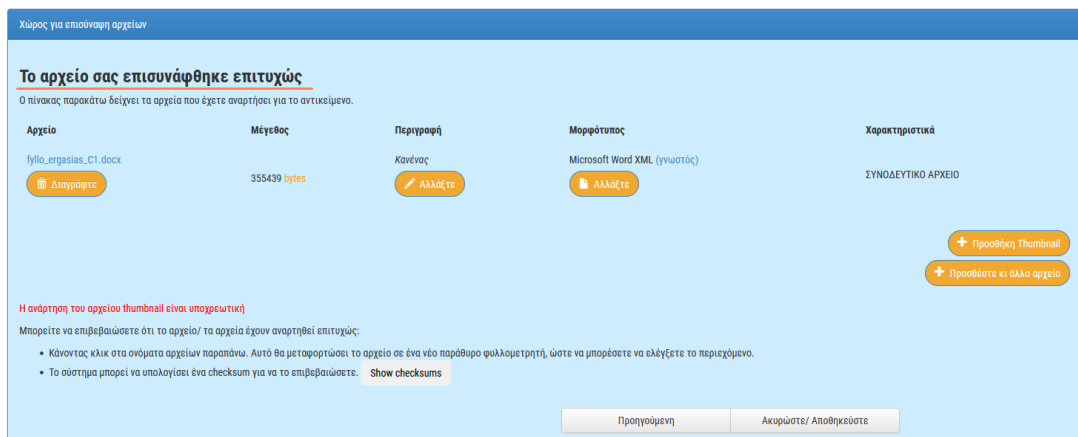 Χώρος για επισύναψη αρχείων
Το αρχείο σας επισυνάφθηκε επιτυχώς
Ο πίνακας παρακάτω δείχνει τα αρχεία που έχετε αναρτήσει για το αντικείμενο.
Αρχείο Μέγεθος Περιγραφή Μορφότυπος Χαρακτηριστικά
fyllo_ergasias_C1.docx Κανένας Microsoft Word XML (γνωστός)
355439 bytes ΣΥΝΟΔΕΥΤΙΚΟ ΑΡΧΕΙΟ
Διαγράψτε Αλλάξτε Αλλάξτε
Προσθήκη Thumbnail
Προσθέστε κι άλλο αρχείο
Η ανάρτηση του αρχείου thumbnail είναι υποχρεωτική
Μπορείτε να επιβεβαιώσετε ότι το αρχείο/ τα αρχεία έχουν αναρτηθεί επιτυχώς:
Κάνοντας κλικ στα ονόματα αρχείων παραπάνω. Αυτό θα μεταφορτώσει το αρχείο σε ένα νέο παράθυρο φυλλομετρητή, ώστε να μπορέσετε να ελέγξετε το περιεχόμενο.
Το σύστημα μπορεί να υπολογίσει ένα checksum για να το επιβεβαιώσετε. Show checksums
Προηγούμενη Ακυρώστε/ Αποθηκεύστε